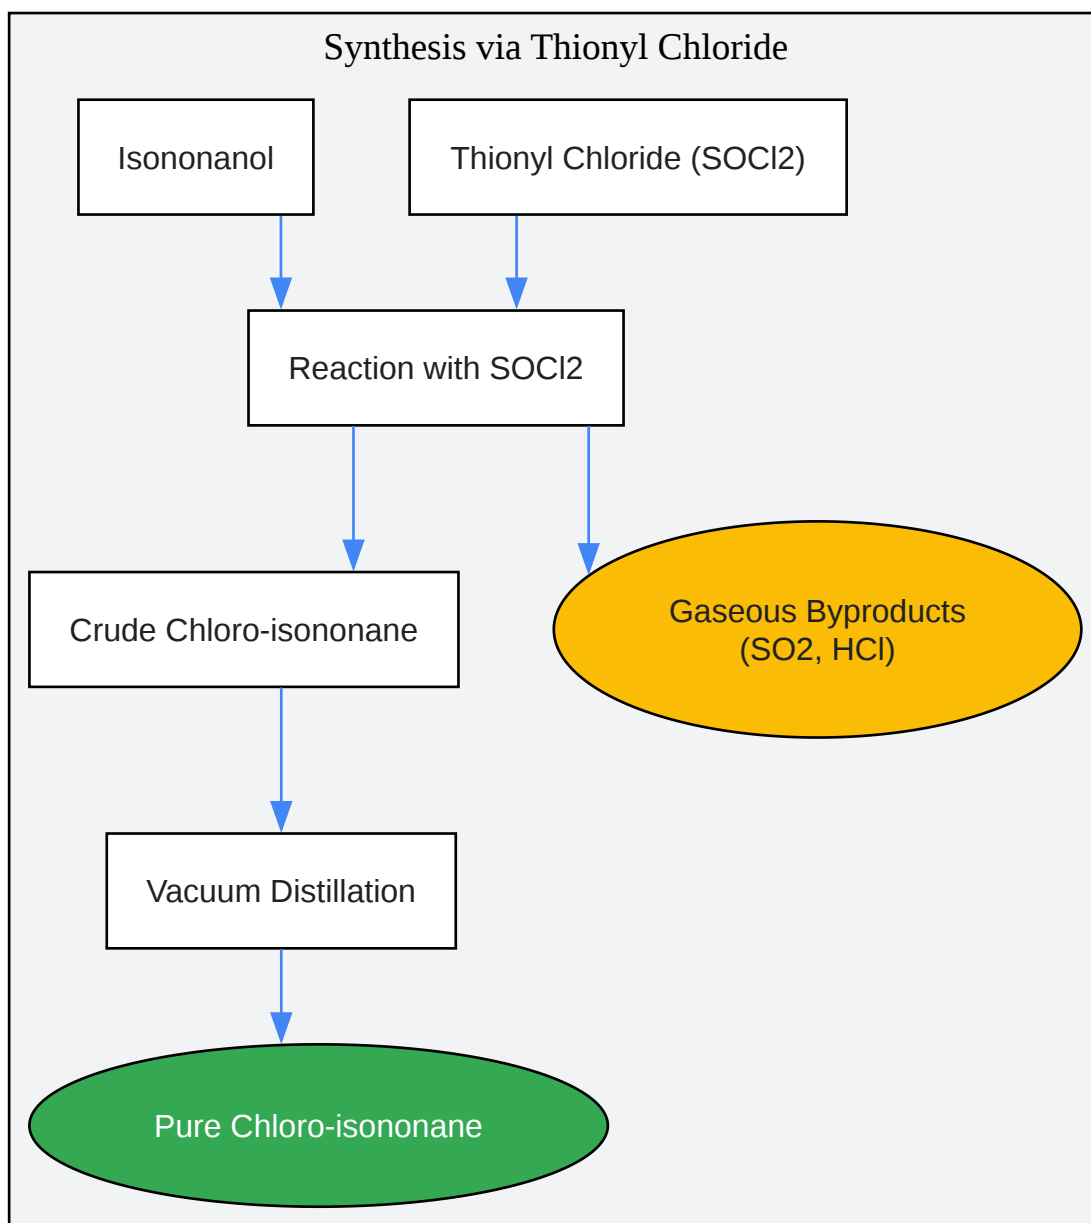 Synthesis via Thionyl Chloride
Isononanol
Thionyl Chloride (SOCl2)
Reaction with SOCl2
Crude Chloro-isononane
Gaseous Byproducts
(SO2, HCl)
Vacuum Distillation
Pure Chloro-isononane